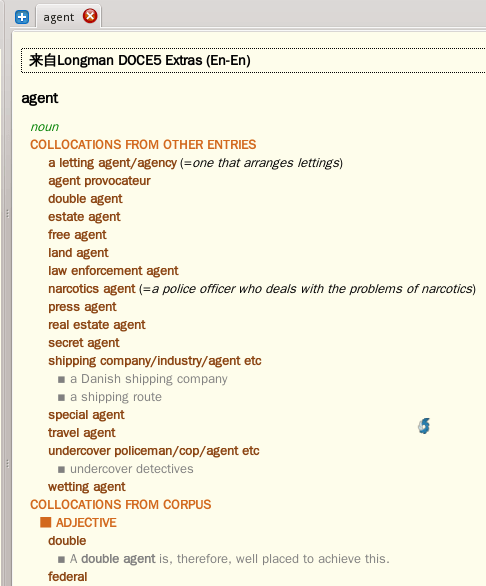 agent
来自Longman DOCE5 Extras (En-En)
agent
noun
COLLOCATIONS FROM OTHER ENTRIES
a letting agent/agency (=one that arranges lettings)
agent provocateur
double agent
estate agent
free agent
land agent
law enforcement agent
narcotics agent (=a police officer who deals with the problems of narcotics)
press agent
real estate agent
secret agent
shipping company/industry/agent etc
■ a Danish shipping company
■ a shipping route
special agent
travel agent
undercover policeman/cop/agent etc
■ undercover detectives
wetting agent
COLLOCATIONS FROM CORPUS
■ ADJECTIVE
double
■ A double agent is, therefore, well placed to achieve this.
federal